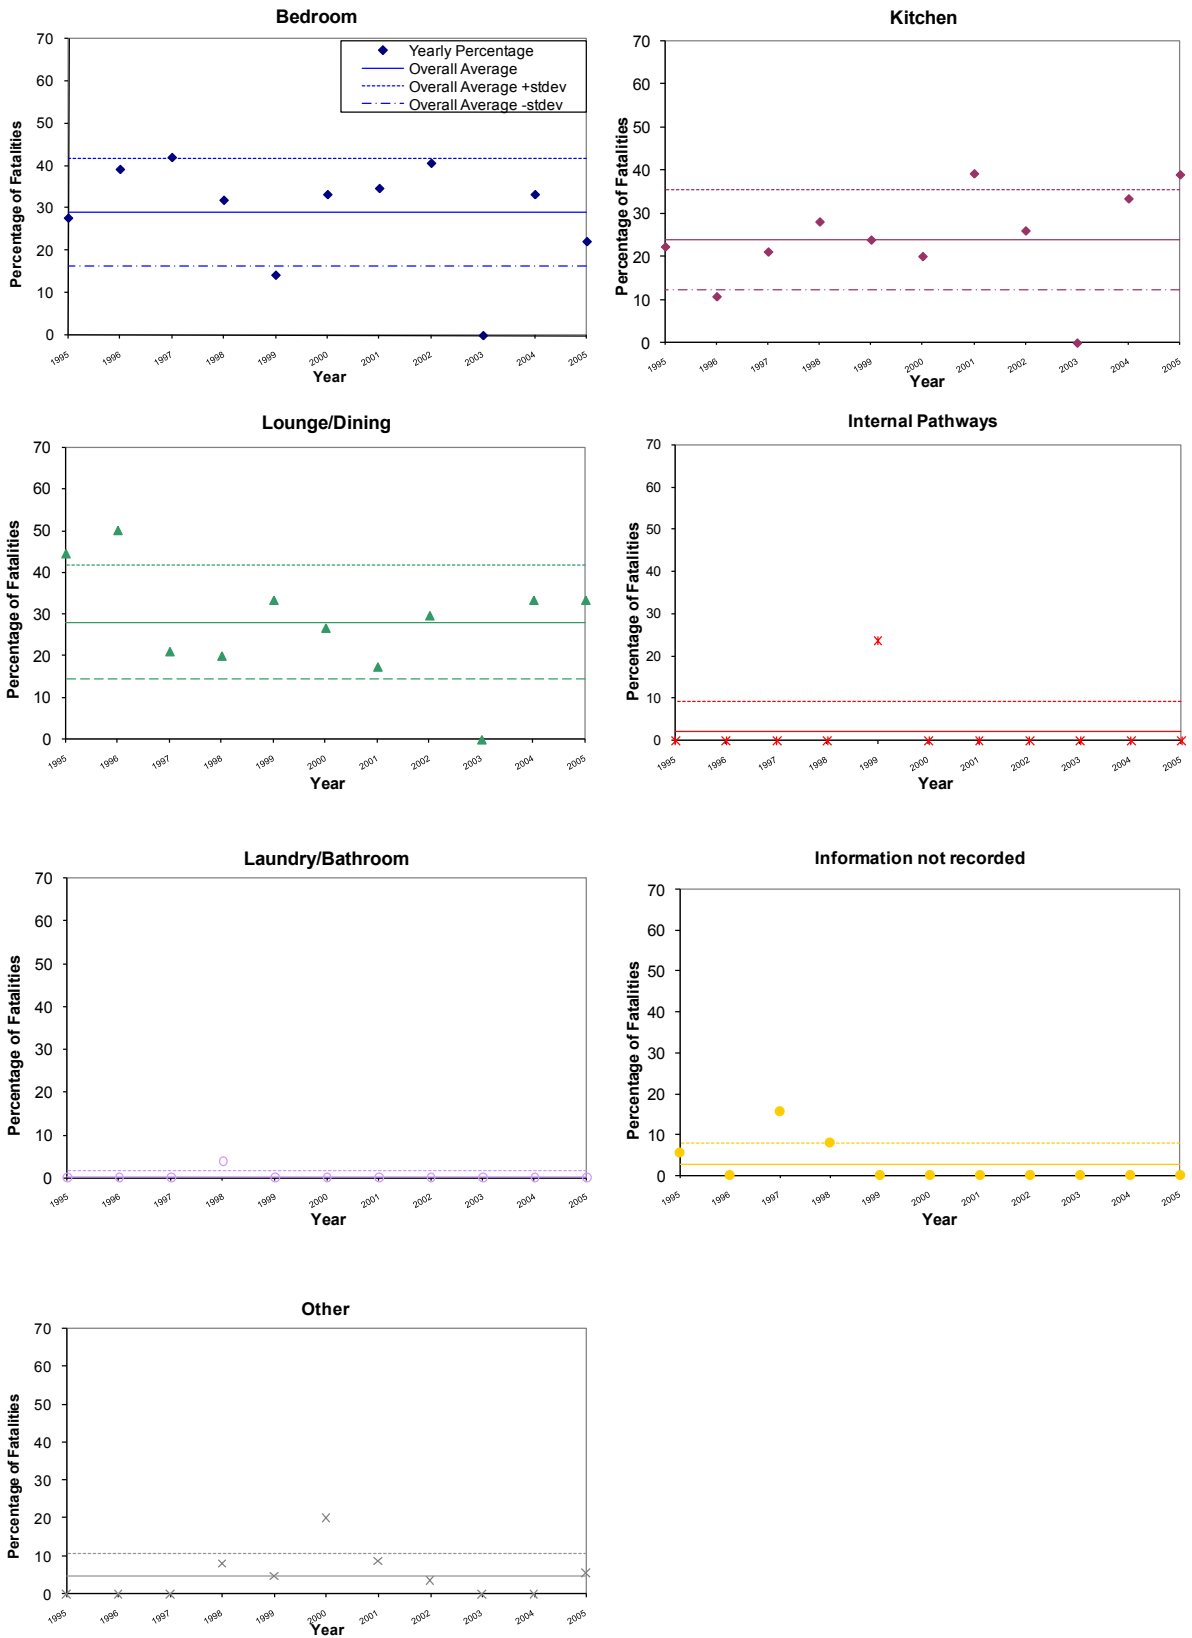 Bedroom
70
60
50
40
30
20
10
0
Percentage of Fatalities
Yearly Percentage
Overall Average
Overall Average +stdev
Overall Average -stdev
1995 1996 1997 1998 1999 2000 2001 2002 2003 2004 2005
Year
Kitchen
70
60
50
40
30
20
10
0
Percentage of Fatalities
1995 1996 1997 1998 1999 2000 2001 2002 2003 2004 2005
Year
Lounge/Dining
70
60
50
40
30
20
10
0
Percentage of Fatalities
1995 1996 1997 1998 1999 2000 2001 2002 2003 2004 2005
Year
Internal Pathways
70
60
50
40
30
20
10
0
Percentage of Fatalities
1995 1996 1997 1998 1999 2000 2001 2002 2003 2004 2005
Year
Laundry/Bathroom
70
60
50
40
30
20
10
0
Percentage of Fatalities
1995 1996 1997 1998 1999 2000 2001 2002 2003 2004 2005
Year
Information not recorded
70
60
50
40
30
20
10
0
Percentage of Fatalities
1995 1996 1997 1998 1999 2000 2001 2002 2003 2004 2005
Year
Other
70
60
50
40
30
20
10
0
Percentage of Fatalities
1995 1996 1997 1998 1999 2000 2001 2002 2003 2004 2005
Year